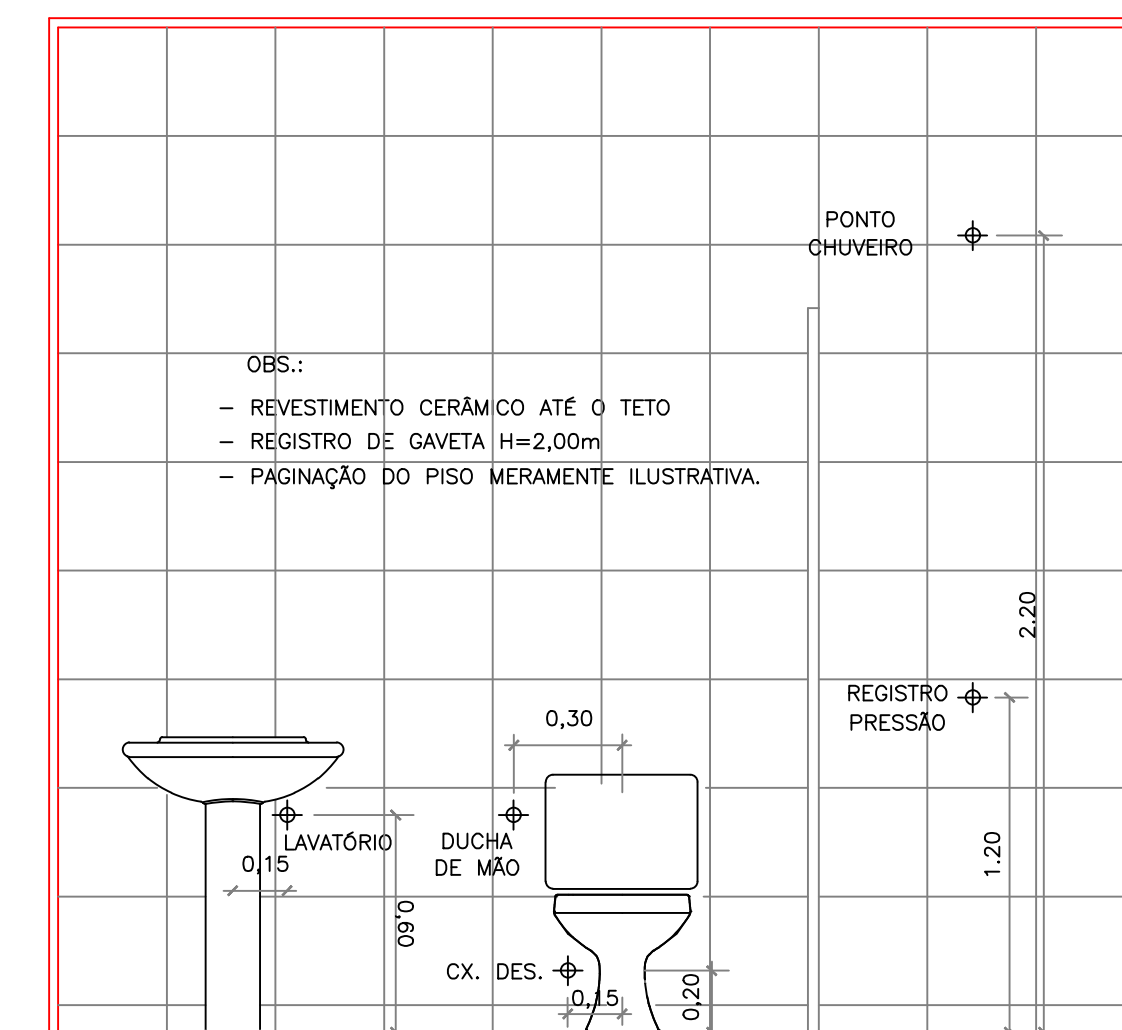 PONTO
CHUVEIRO
OBS.:
– REVESTIMENTO CERÂMICO ATÉ O TETO
– REGISTRO DE GAVETA H=2,00m
– PAGINAÇÃO DO PISO MERAMENTE ILUSTRATIVA.
2.20
REGISTRO
PRESSÃO
0,30
LAVATÓRIO
DUCHA
DE MÃO
0,15
1.20
0,60
CX. DES.
0,15
0,20